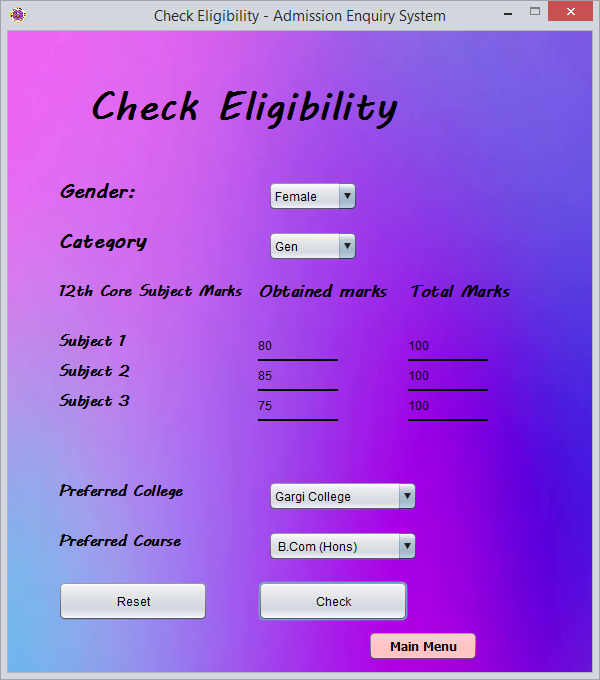 Check Eligibility - Admission Enquiry System
Check Eligibility
Gender: Female
Category Gen
12th Core Subject Marks Obtained marks Total Marks
Subject 1 80 100
Subject 2 85 100
Subject 3 75 100
Preferred College Gargi College
Preferred Course B.Com (Hons)
Reset Check
Main Menu